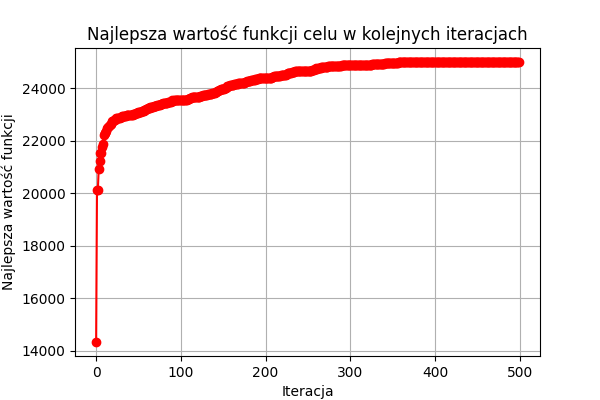 Najlepsza wartość funkcji celu w kolejnych iteracjach
Najlepsza wartość funkcji
24000
22000
20000
18000
16000
14000
0 100 200 300 400 500
Iteracja